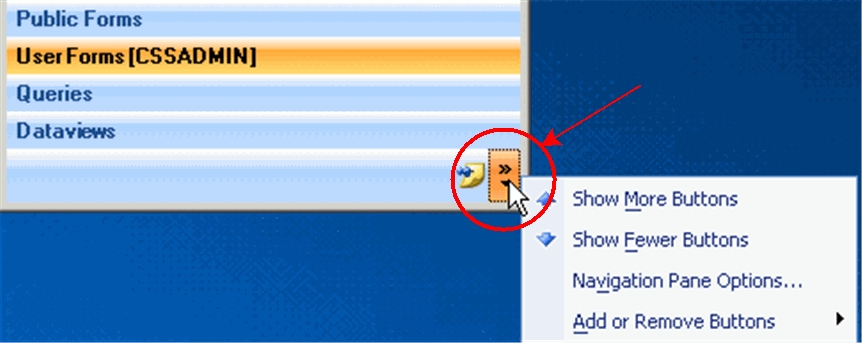 Public Forms
User Forms [CSSADMIN]
Queries
Dataviews
»
Show More Buttons
Show Fewer Buttons
Navigation Pane Options...
Add or Remove Buttons